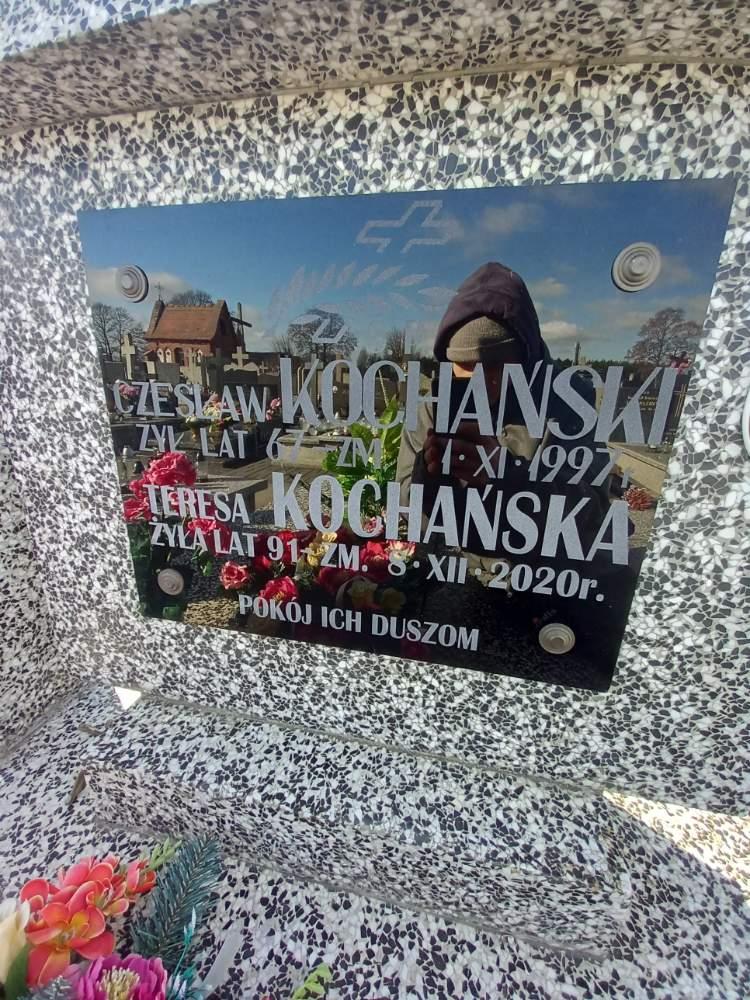 CZESŁAW KOCHAŃSKI
ŻYŁ LAT 67 - ZM. 1 · XI · 1997r.
TERESA KOCHAŃSKA
ŻYŁA LAT 91 - ZM. 8 · XII · 2020r.
POKÓJ ICH DUSZOM